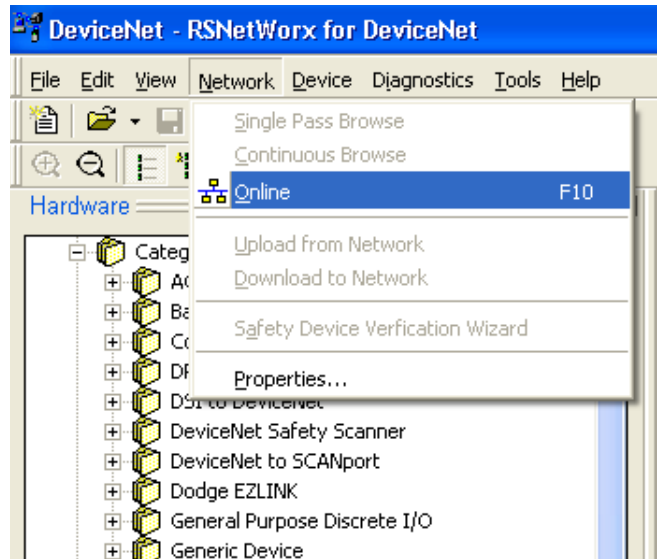 DeviceNet - RSNetWorx for DeviceNet
File Edit View Network Device Diagnostics Tools Help
Single Pass Browse
Continuous Browse
Online F10
Hardware
Upload from Network
Categ
Download to Network
Safety Device Verfication Wizard
Properties...
DeviceNet Safety Scanner
DeviceNet to SCANport
Dodge EZLINK
General Purpose Discrete I/O
Generic Device